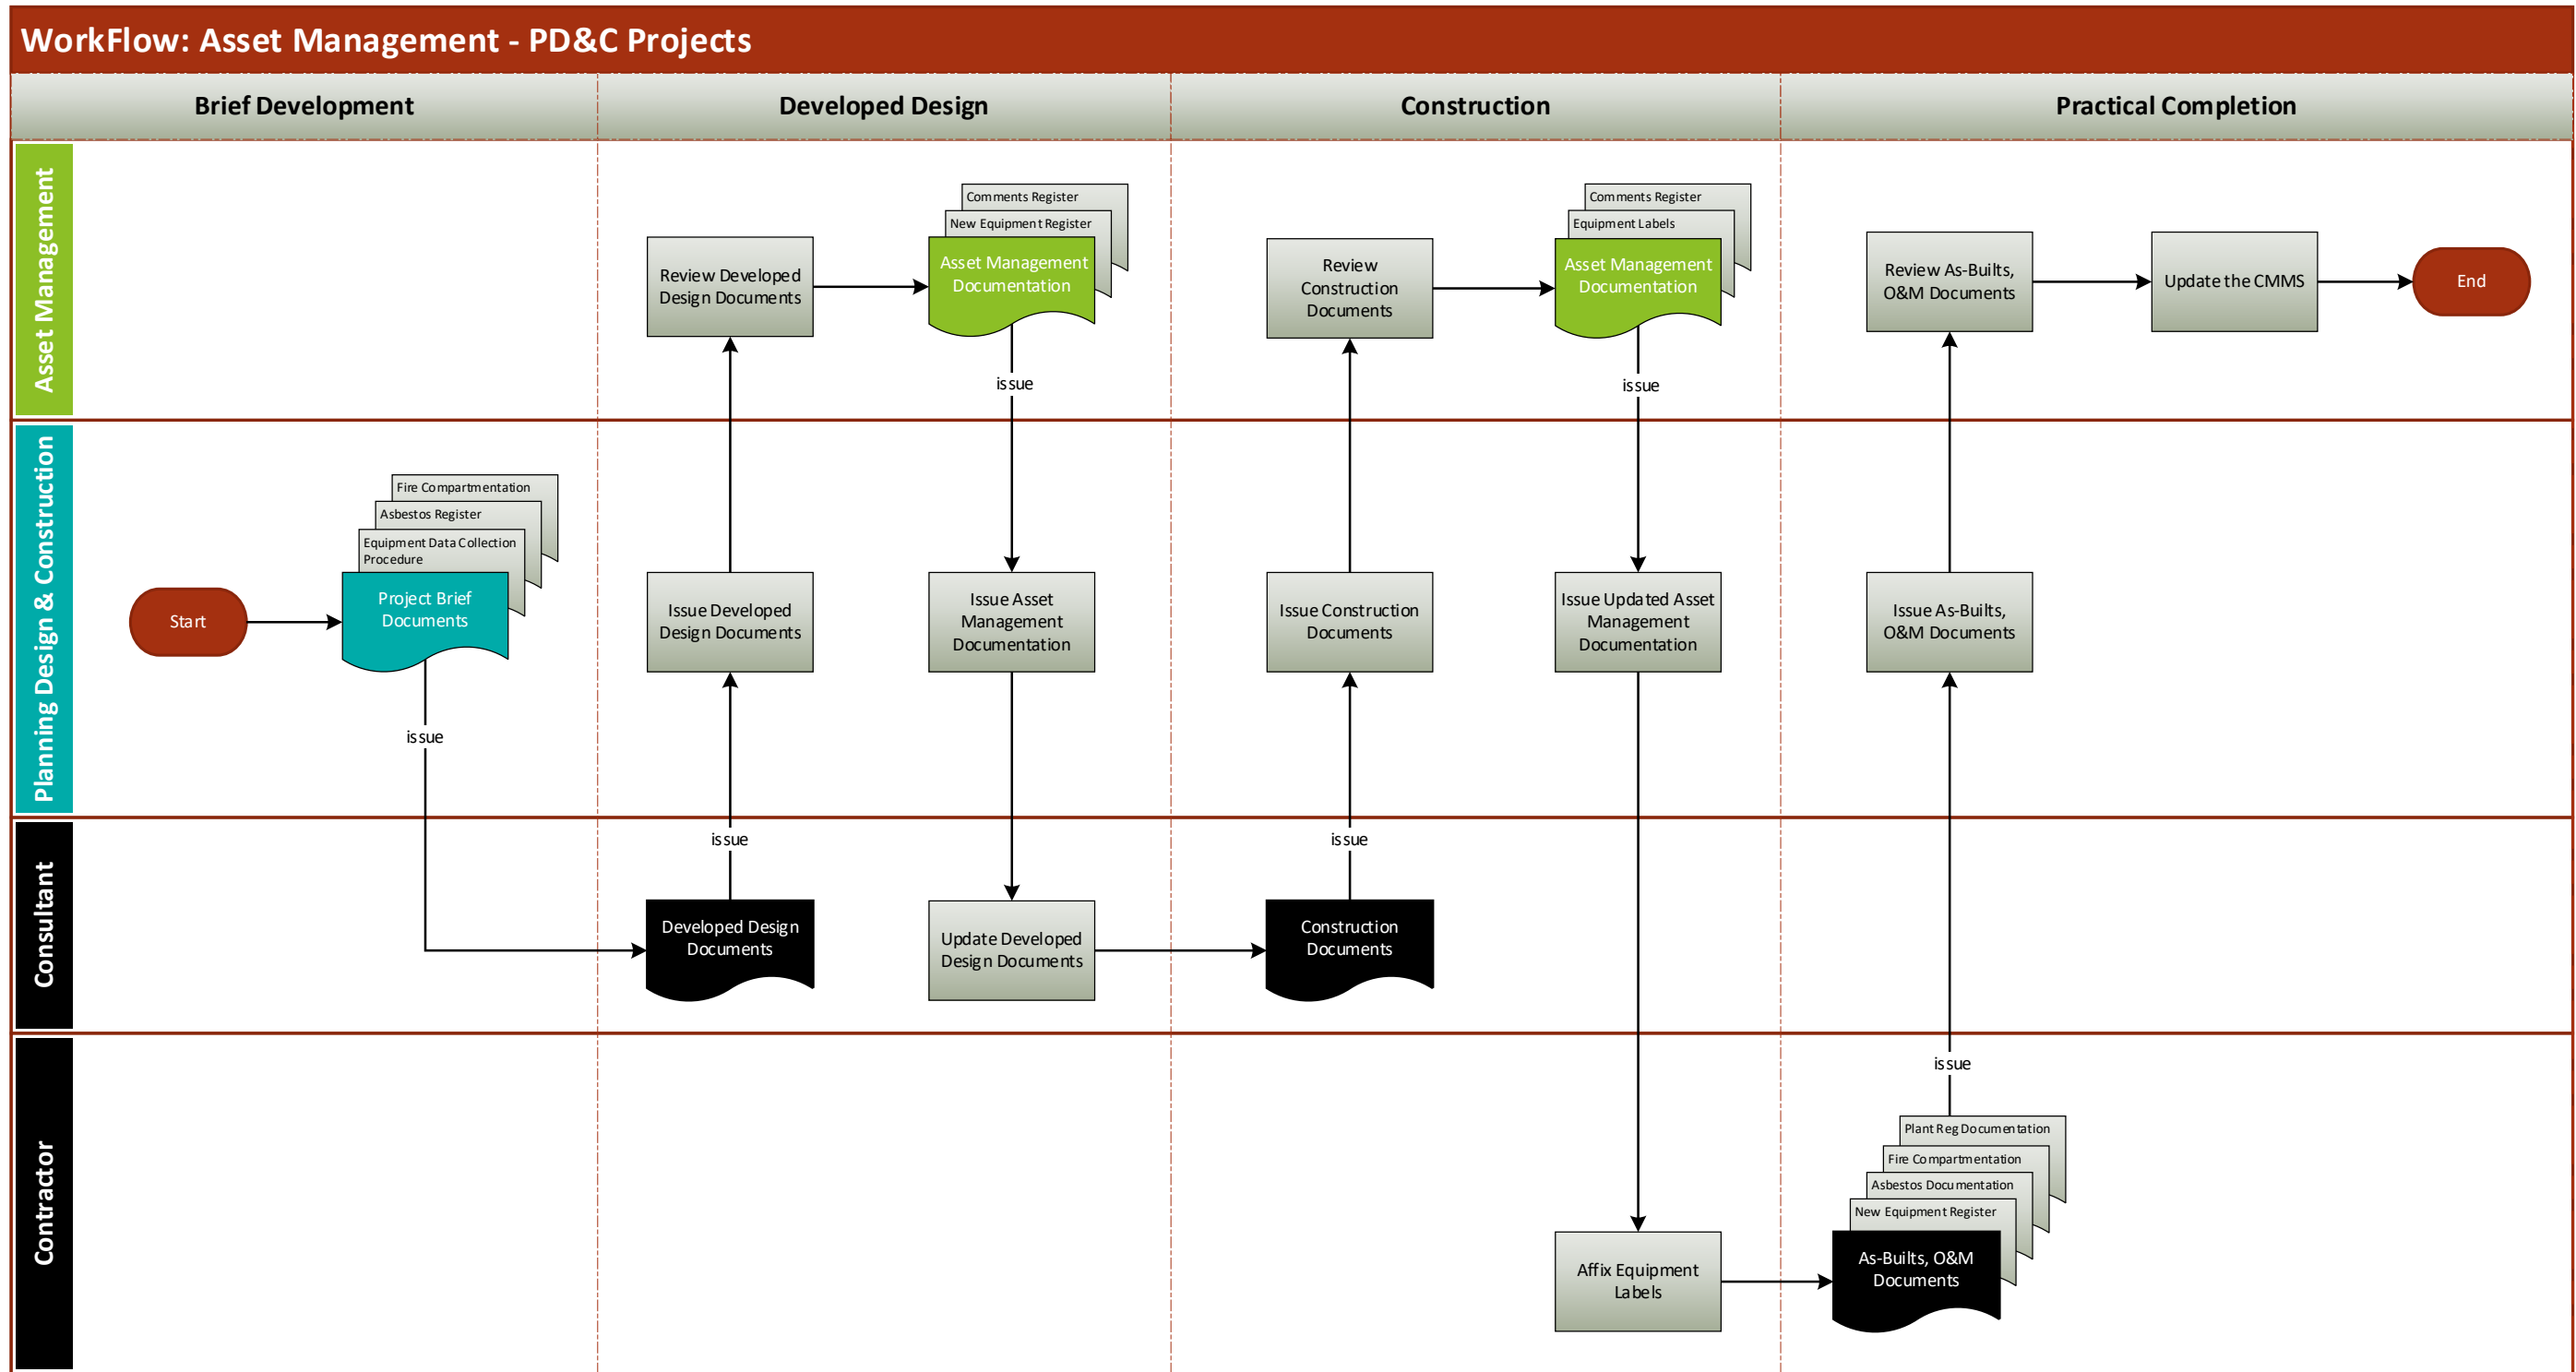 WorkFlow: Asset Management - PD&C Projects
Brief Development
Developed Design
Construction
Practical Completion
Asset Management
Comments Register
New Equipment Register
Asset Management
Documentation
Review Developed
Design Documents
issue
Comments Register
Equipment Labels
Asset Management
Documentation
Review
Construction
Documents
issue
Review As-Builts,
O&M Documents
Update the CMMS
End
Planning Design & Construction
Start
Fire Compartmentation
Asbestos Register
Equipment Data Collection
Procedure
Project Brief
Documents
issue
Issue Developed
Design Documents
Issue Asset
Management
Documentation
Issue Construction
Documents
Issue Updated Asset
Management
Documentation
Issue As-Builts,
O&M Documents
Consultant
issue
Developed Design
Documents
Update Developed
Design Documents
issue
Construction
Documents
Contractor
Affix Equipment
Labels
issue
Plant Reg Documentation
Fire Compartmentation
Asbestos Documentation
New Equipment Register
As-Builts, O&M
Documents